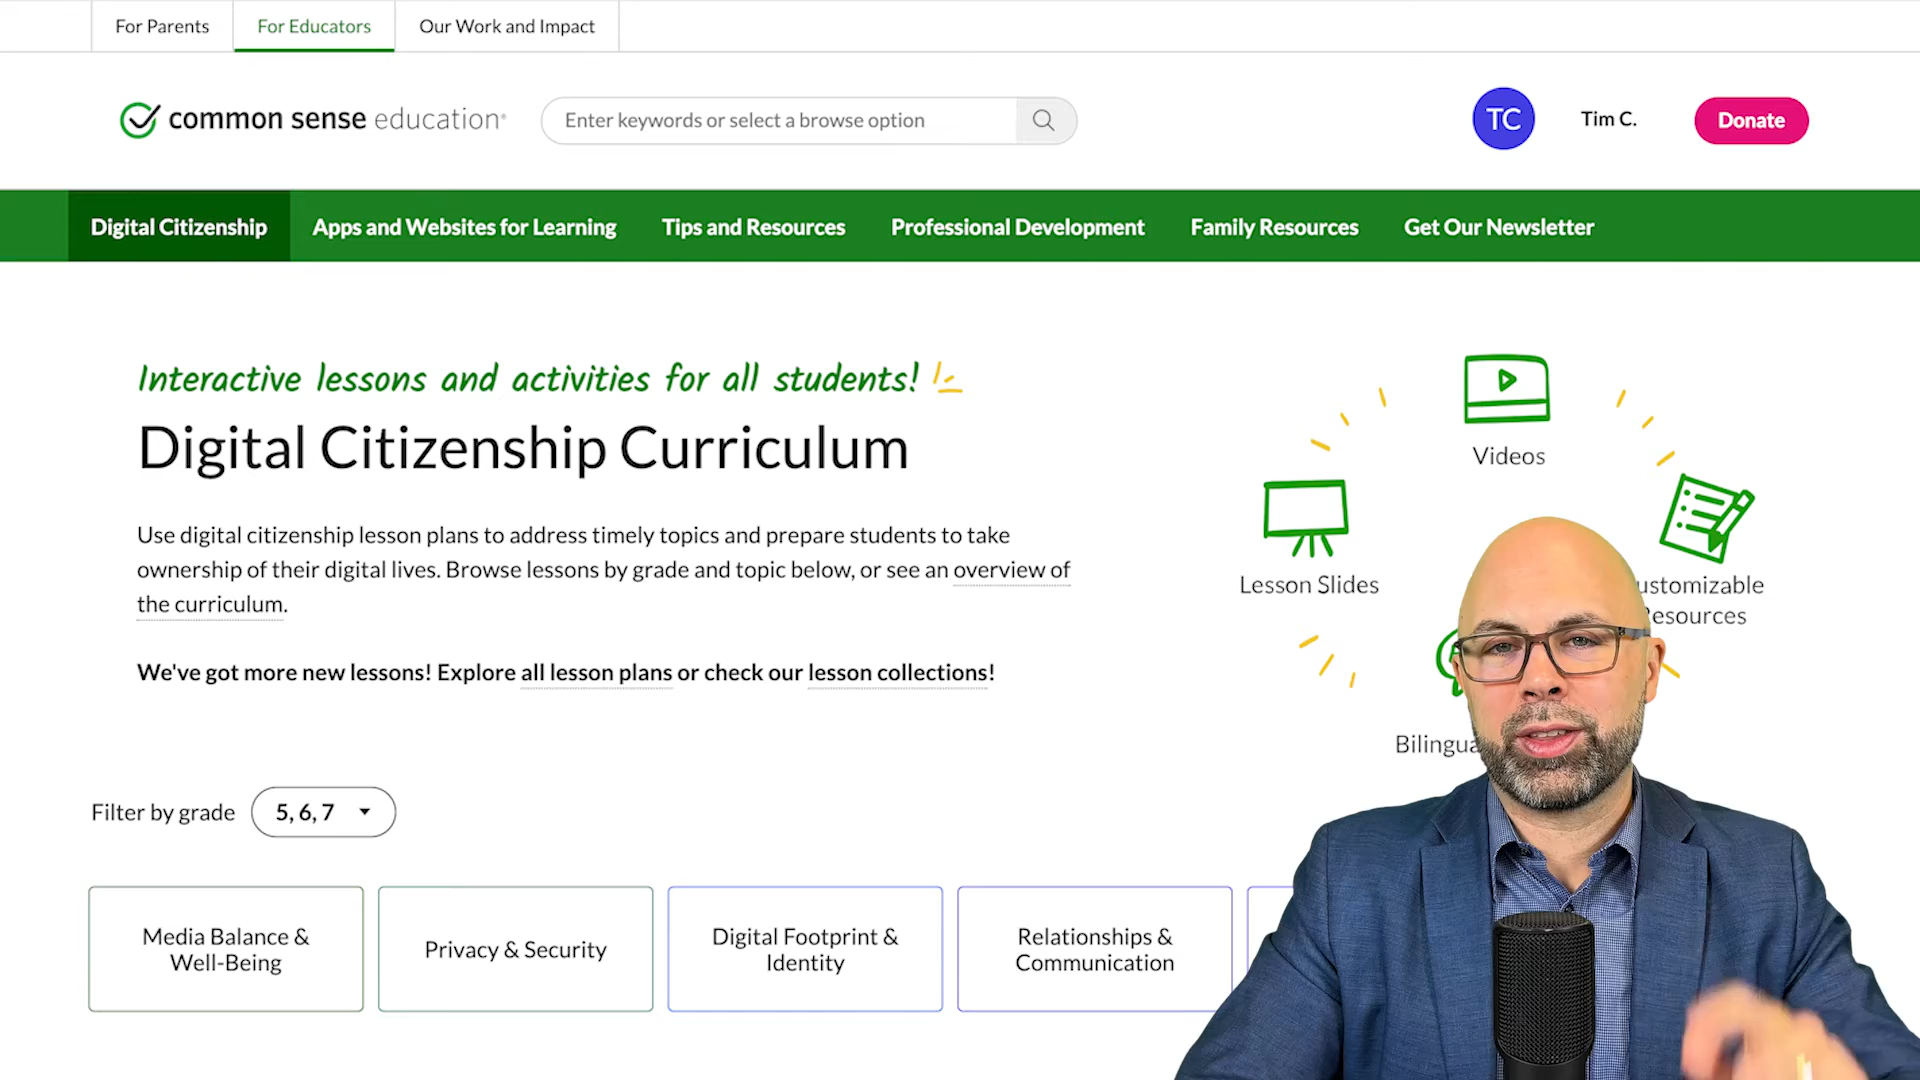 For Parents
For Educators
Our Work and Impact
common sense education®
Enter keywords or select a browse option
TC
Tim C.
Donate
Digital Citizenship
Apps and Websites for Learning
Tips and Resources
Professional Development
Family Resources
Get Our Newsletter
Interactive lessons and activities for all students!
Digital Citizenship Curriculum
Use digital citizenship lesson plans to address timely topics and prepare students to take
ownership of their digital lives. Browse lessons by grade and topic below, or see an overview of
the curriculum.
We've got more new lessons! Explore all lesson plans or check our lesson collections!
Videos
Lesson Slides
ustomizable
esources
Bilingua
Filter by grade
5, 6, 7
Media Balance &
Well-Being
Privacy & Security
Digital Footprint &
Identity
Relationships &
Communication